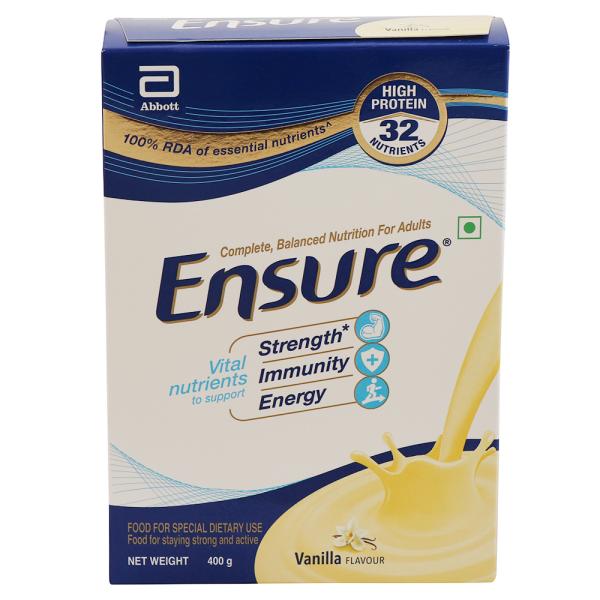 Vanilla
Abbott
100% RDA of essential nutrients^
HIGH
PROTEIN
32
NUTRIENTS
Complete, Balanced Nutrition For Adults
Ensure®
Vital
nutrients
to support
Strength*
Immunity
Energy
FOOD FOR SPECIAL DIETARY USE
Food for staying strong and active
NET WEIGHT 400 g
Vanilla FLAVOUR